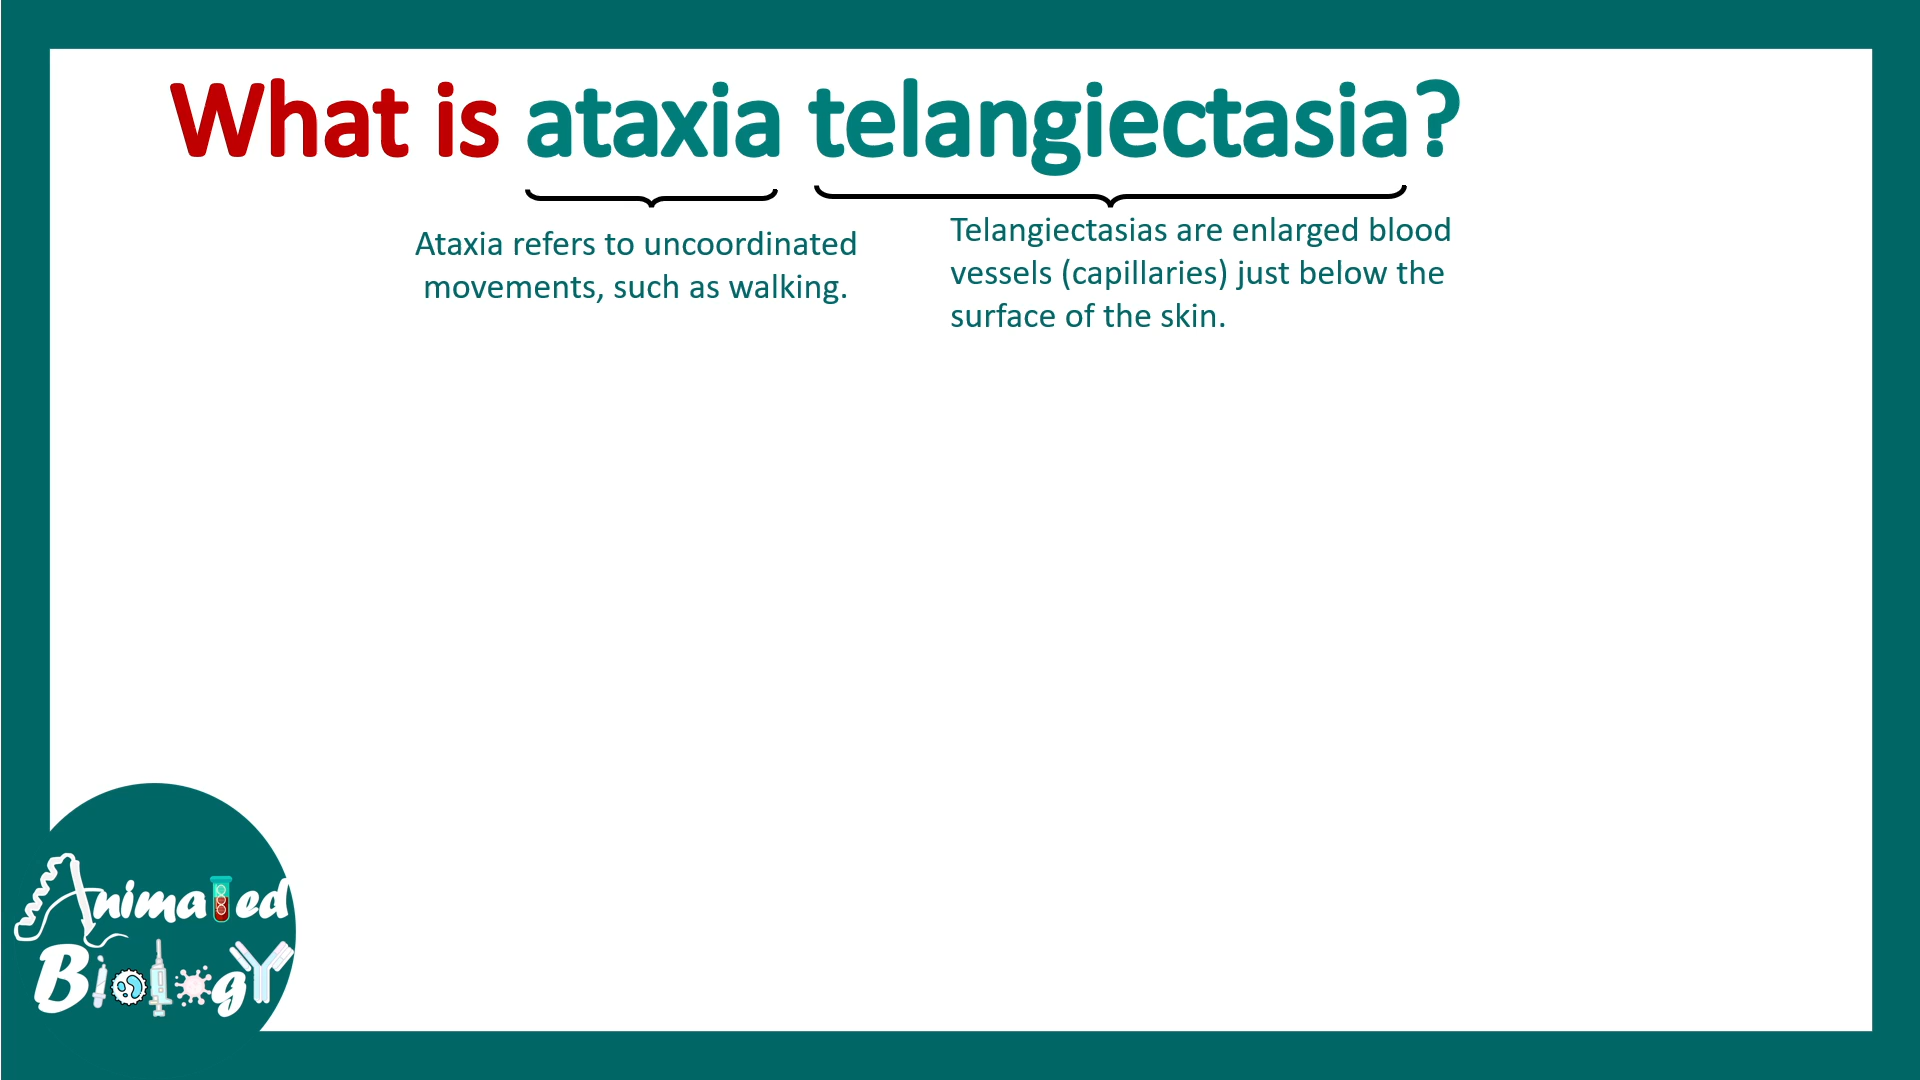 What is ataxia telangiectasia?
Ataxia refers to uncoordinated
movements, such as walking.
Telangiectasias are enlarged blood
vessels (capillaries) just below the
surface of the skin.
Animated
Biology